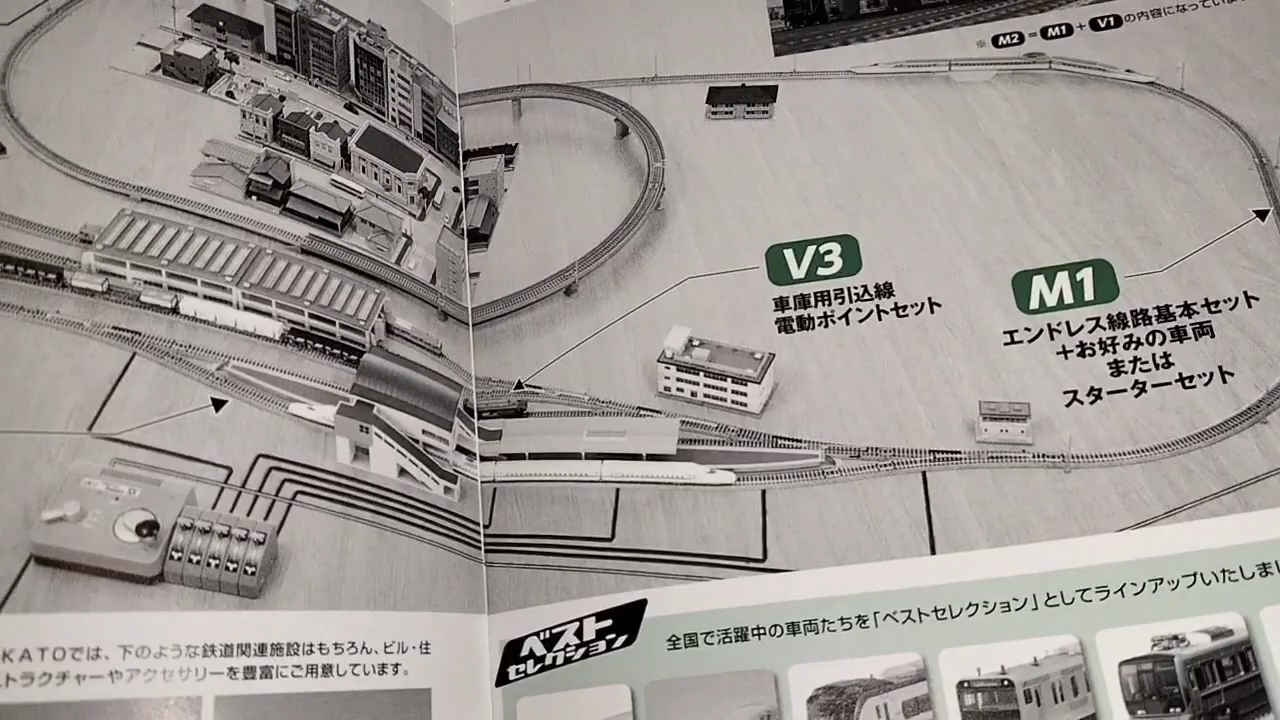 ※ M2 = M1 + V1 の内容になっていま
V3
車庫用引込線
電動ポイントセット
M1
エンドレス線路基本セット
+お好みの車両
または
スターターセット
KATOでは、下のような鉄道関連施設はもちろん、ビル・住
トラクチャーやアクセサリーを豊富にご用意しています。
ベスト
セレクション
全国で活躍中の車両たちを「ベストセレクション」としてラインアップいたしまし